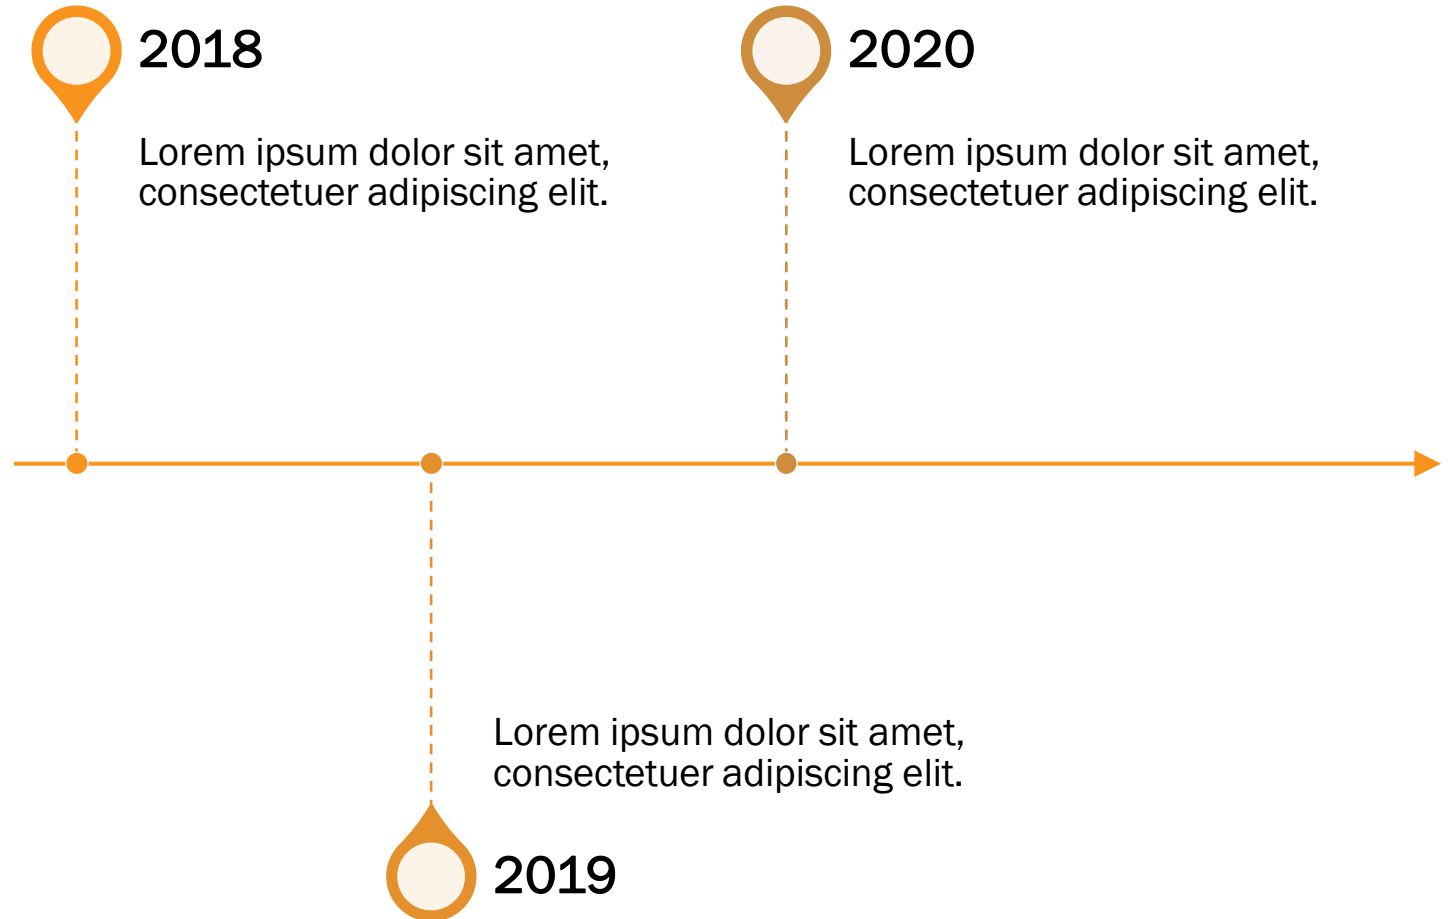 2018
Lorem ipsum dolor sit amet,
consectetuer adipiscing elit.
2020
Lorem ipsum dolor sit amet,
consectetuer adipiscing elit.
Lorem ipsum dolor sit amet,
consectetuer adipiscing elit.
2019